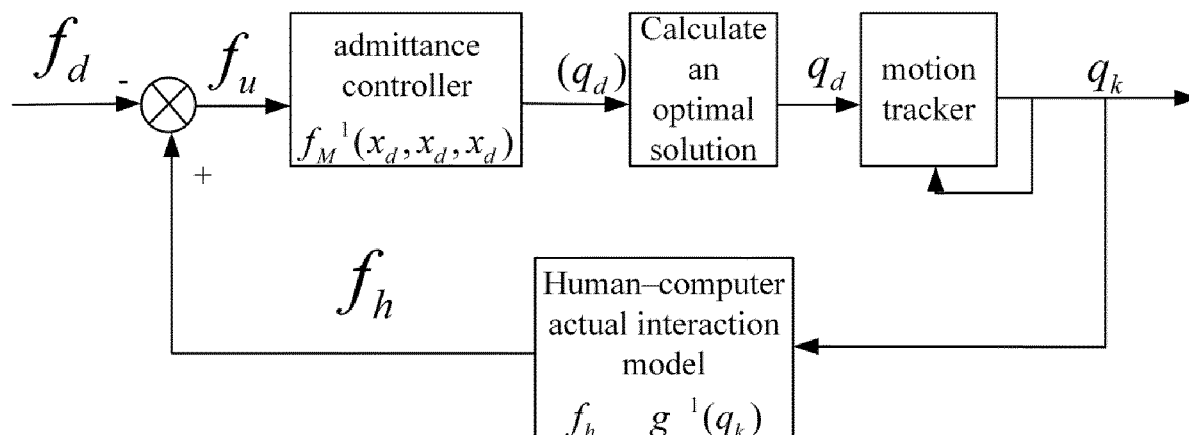 f_d
-
f_u
+
admittance
controller
f_M ^1(x_d, x_d, x_d)
(q_d)
Calculate
an
optimal
solution
q_d
motion
tracker
q_k
f_h
Human–computer
actual interaction
model
f_h g ^1(q_k)